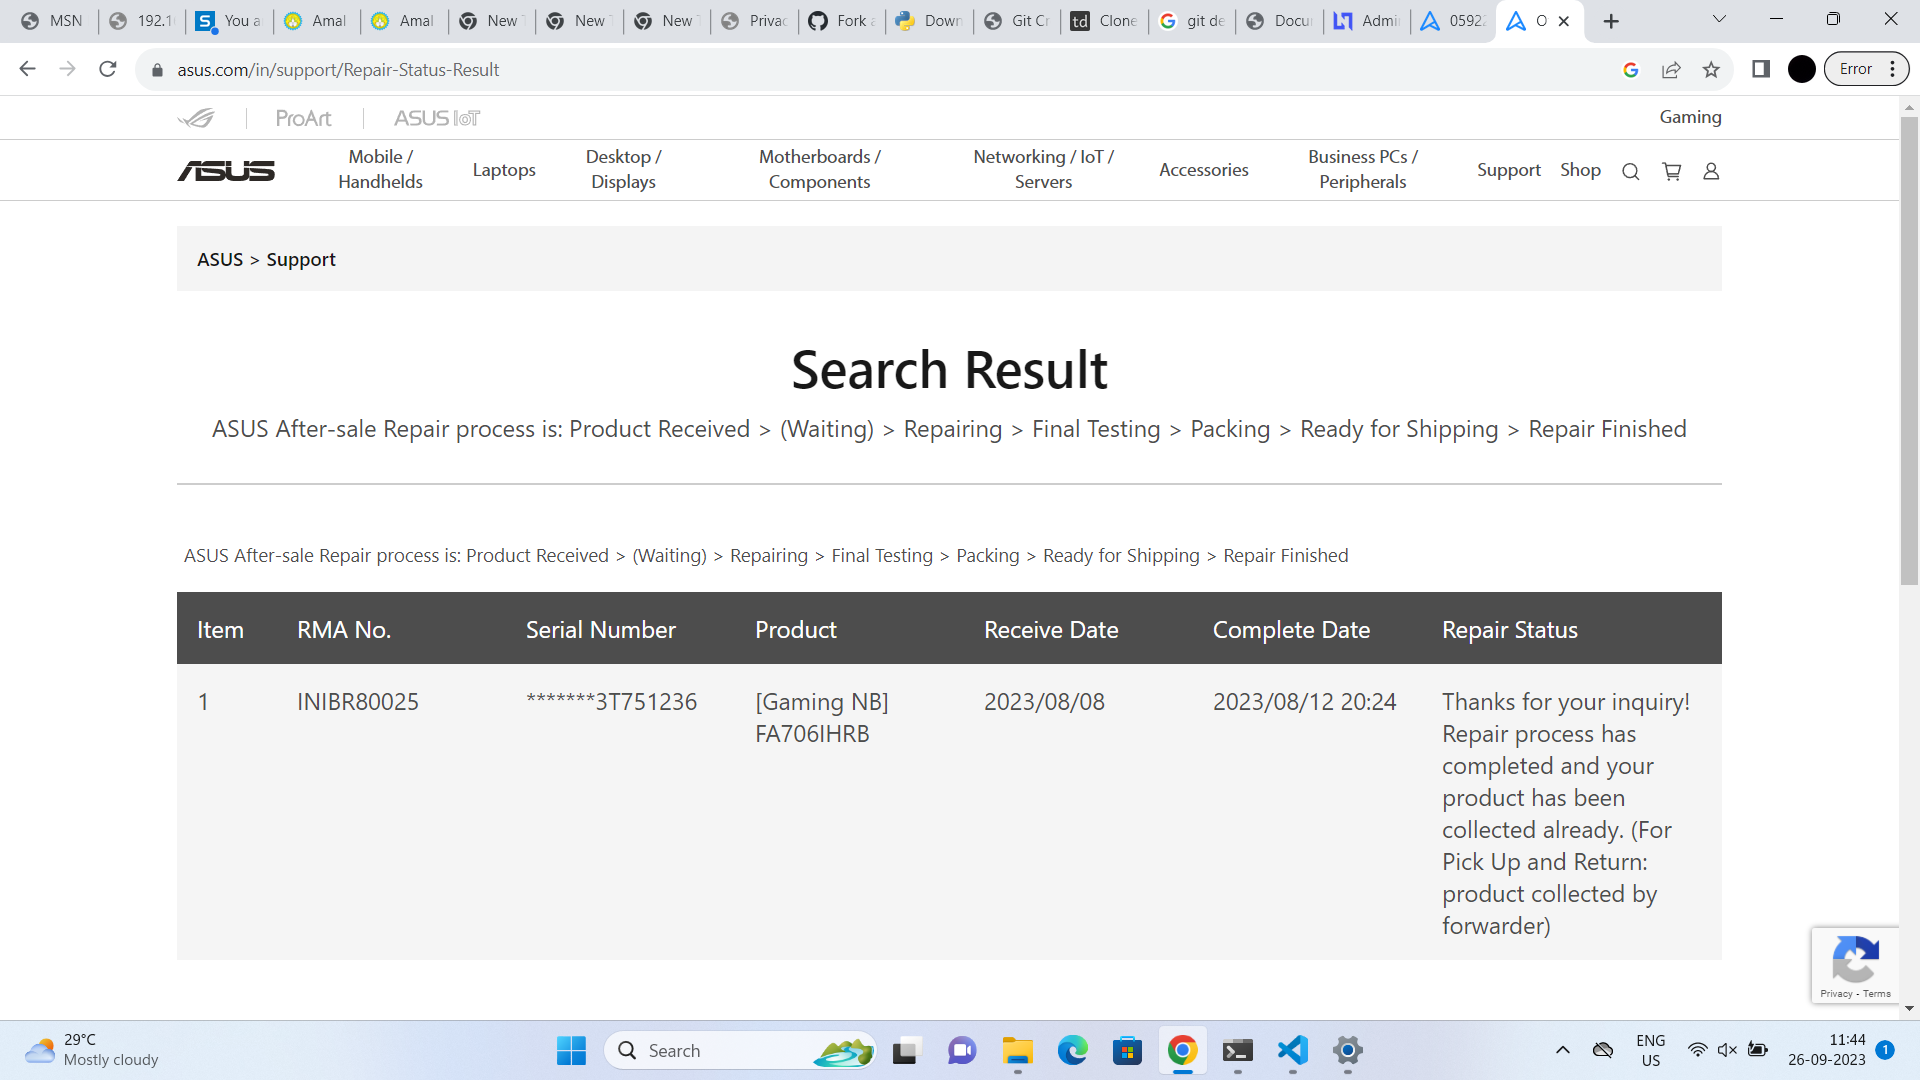 MSN
192.1
You a
Amal
Amal
New T
New T
New T
Privac
Fork a
Down
Git Cr
Clone
git de
Docu
Admi
05922
O
asus.com/in/support/Repair-Status-Result
Error
ProArt
ASUS IoT
Gaming
ASUS
Mobile /
Handhelds
Laptops
Desktop /
Displays
Motherboards /
Components
Networking / IoT /
Servers
Accessories
Business PCs /
Peripherals
Support
Shop
ASUS > Support
Search Result
ASUS After-sale Repair process is: Product Received > (Waiting) > Repairing > Final Testing > Packing > Ready for Shipping > Repair Finished
ASUS After-sale Repair process is: Product Received > (Waiting) > Repairing > Final Testing > Packing > Ready for Shipping > Repair Finished
Item RMA No. Serial Number Product Receive Date Complete Date Repair Status
1 INIBR80025 *******3T751236 [Gaming NB] 2023/08/08 2023/08/12 20:24 Thanks for your inquiry!
FA706IHRB Repair process has
completed and your
product has been
collected already. (For
Pick Up and Return:
product collected by
forwarder)
Privacy - Terms
29°C
Mostly cloudy
Search
ENG
US
11:44
26-09-2023
1